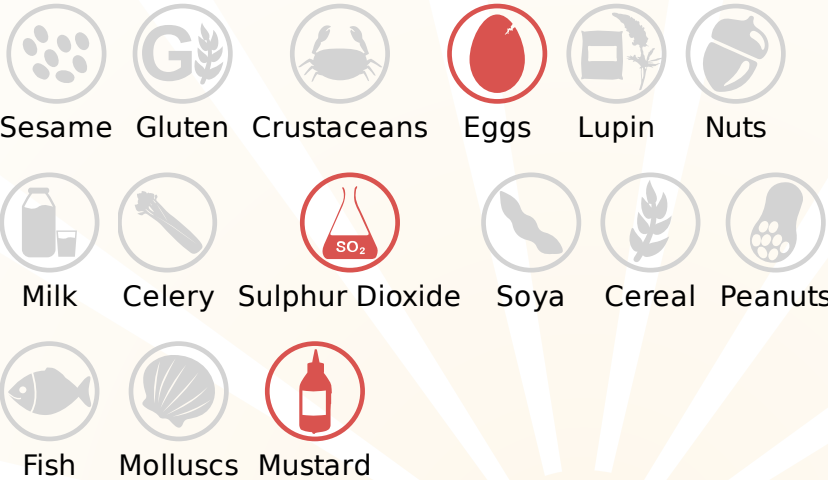 G
Sesame Gluten Crustaceans Eggs Lupin Nuts
SO₂
Milk Celery Sulphur Dioxide Soya Cereal Peanuts
Fish Molluscs Mustard